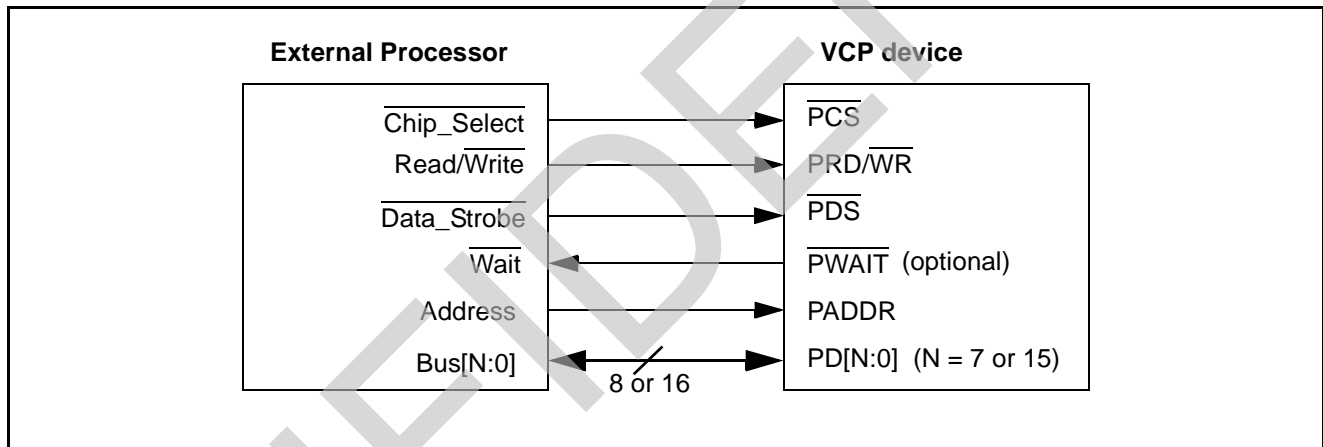 External Processor VCP device
Chip_Select PCS
Read/Write PRD/WR
Data_Strobe PDS
Wait PWAIT (optional)
Address PADDR
Bus[N:0] PD[N:0] (N = 7 or 15)
8 or 16